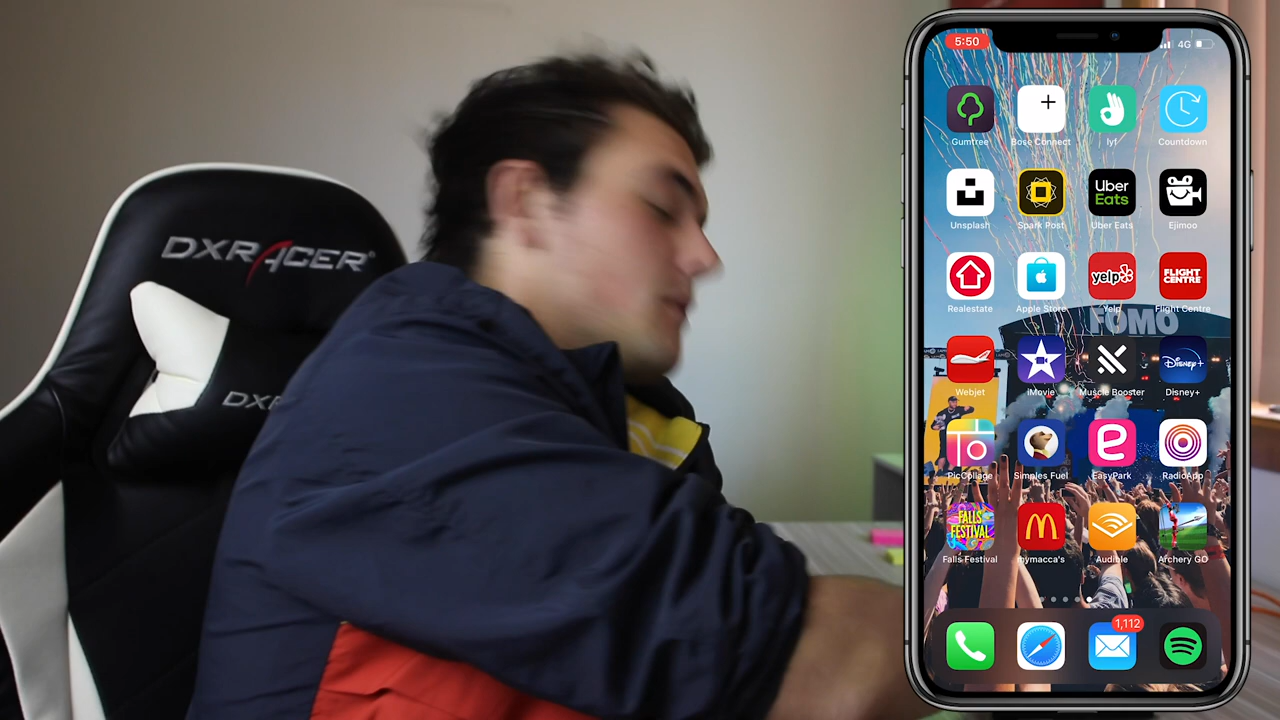 DXRACER®
DXR
5:50
4G
Gumtree
Bose Connect
lyf
Countdown
Unsplash
Spark Post
Uber
Eats
Uber Eats
Ejimoo
Realestate
Apple Store
yelp
Yelp
FLIGHT
CENTRE
Flight Centre
FOMO
Webjet
iMovie
Muscle Booster
Disney+
Disney+
PicCollage
Simples Fuel
EasyPark
RadioApp
FALLS
FESTIVAL
Falls Festival
mymacca's
Audible
Archery GO
1,112